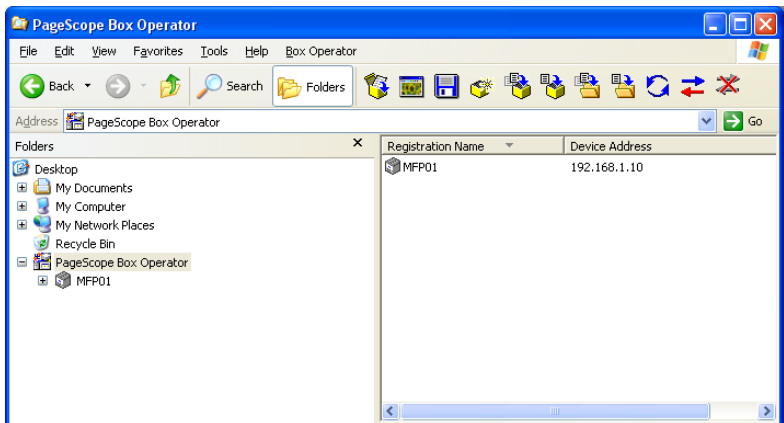 PageScope Box Operator
File Edit View Favorites Tools Help Box Operator
Back Search Folders
Address PageScope Box Operator Go
Folders x Registration Name Device Address
Desktop MFP01 192.168.1.10
My Documents
My Computer
My Network Places
Recycle Bin
PageScope Box Operator
MFP01